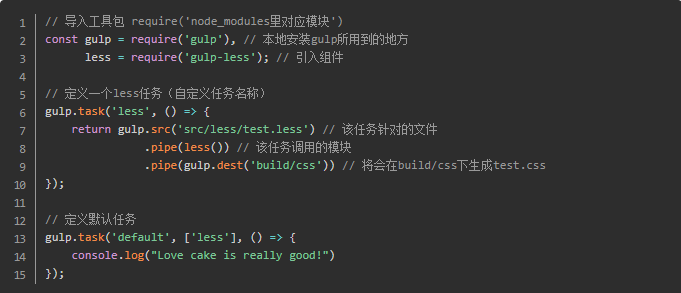 1 // 导入工具包 require('node_modules里对应模块')
2 const gulp = require('gulp'), // 本地安装gulp所用到的地方
3 less = require('gulp-less'); // 引入组件
4
5 // 定义一个less任务（自定义任务名称）
6 gulp.task('less', () => {
7 return gulp.src('src/less/test.less') // 该任务针对的文件
8 .pipe(less()) // 该任务调用的模块
9 .pipe(gulp.dest('build/css')) // 将会在build/css下生成test.css
10 });
11
12 // 定义默认任务
13 gulp.task('default', ['less'], () => {
14 console.log("Love cake is really good!")
15 });